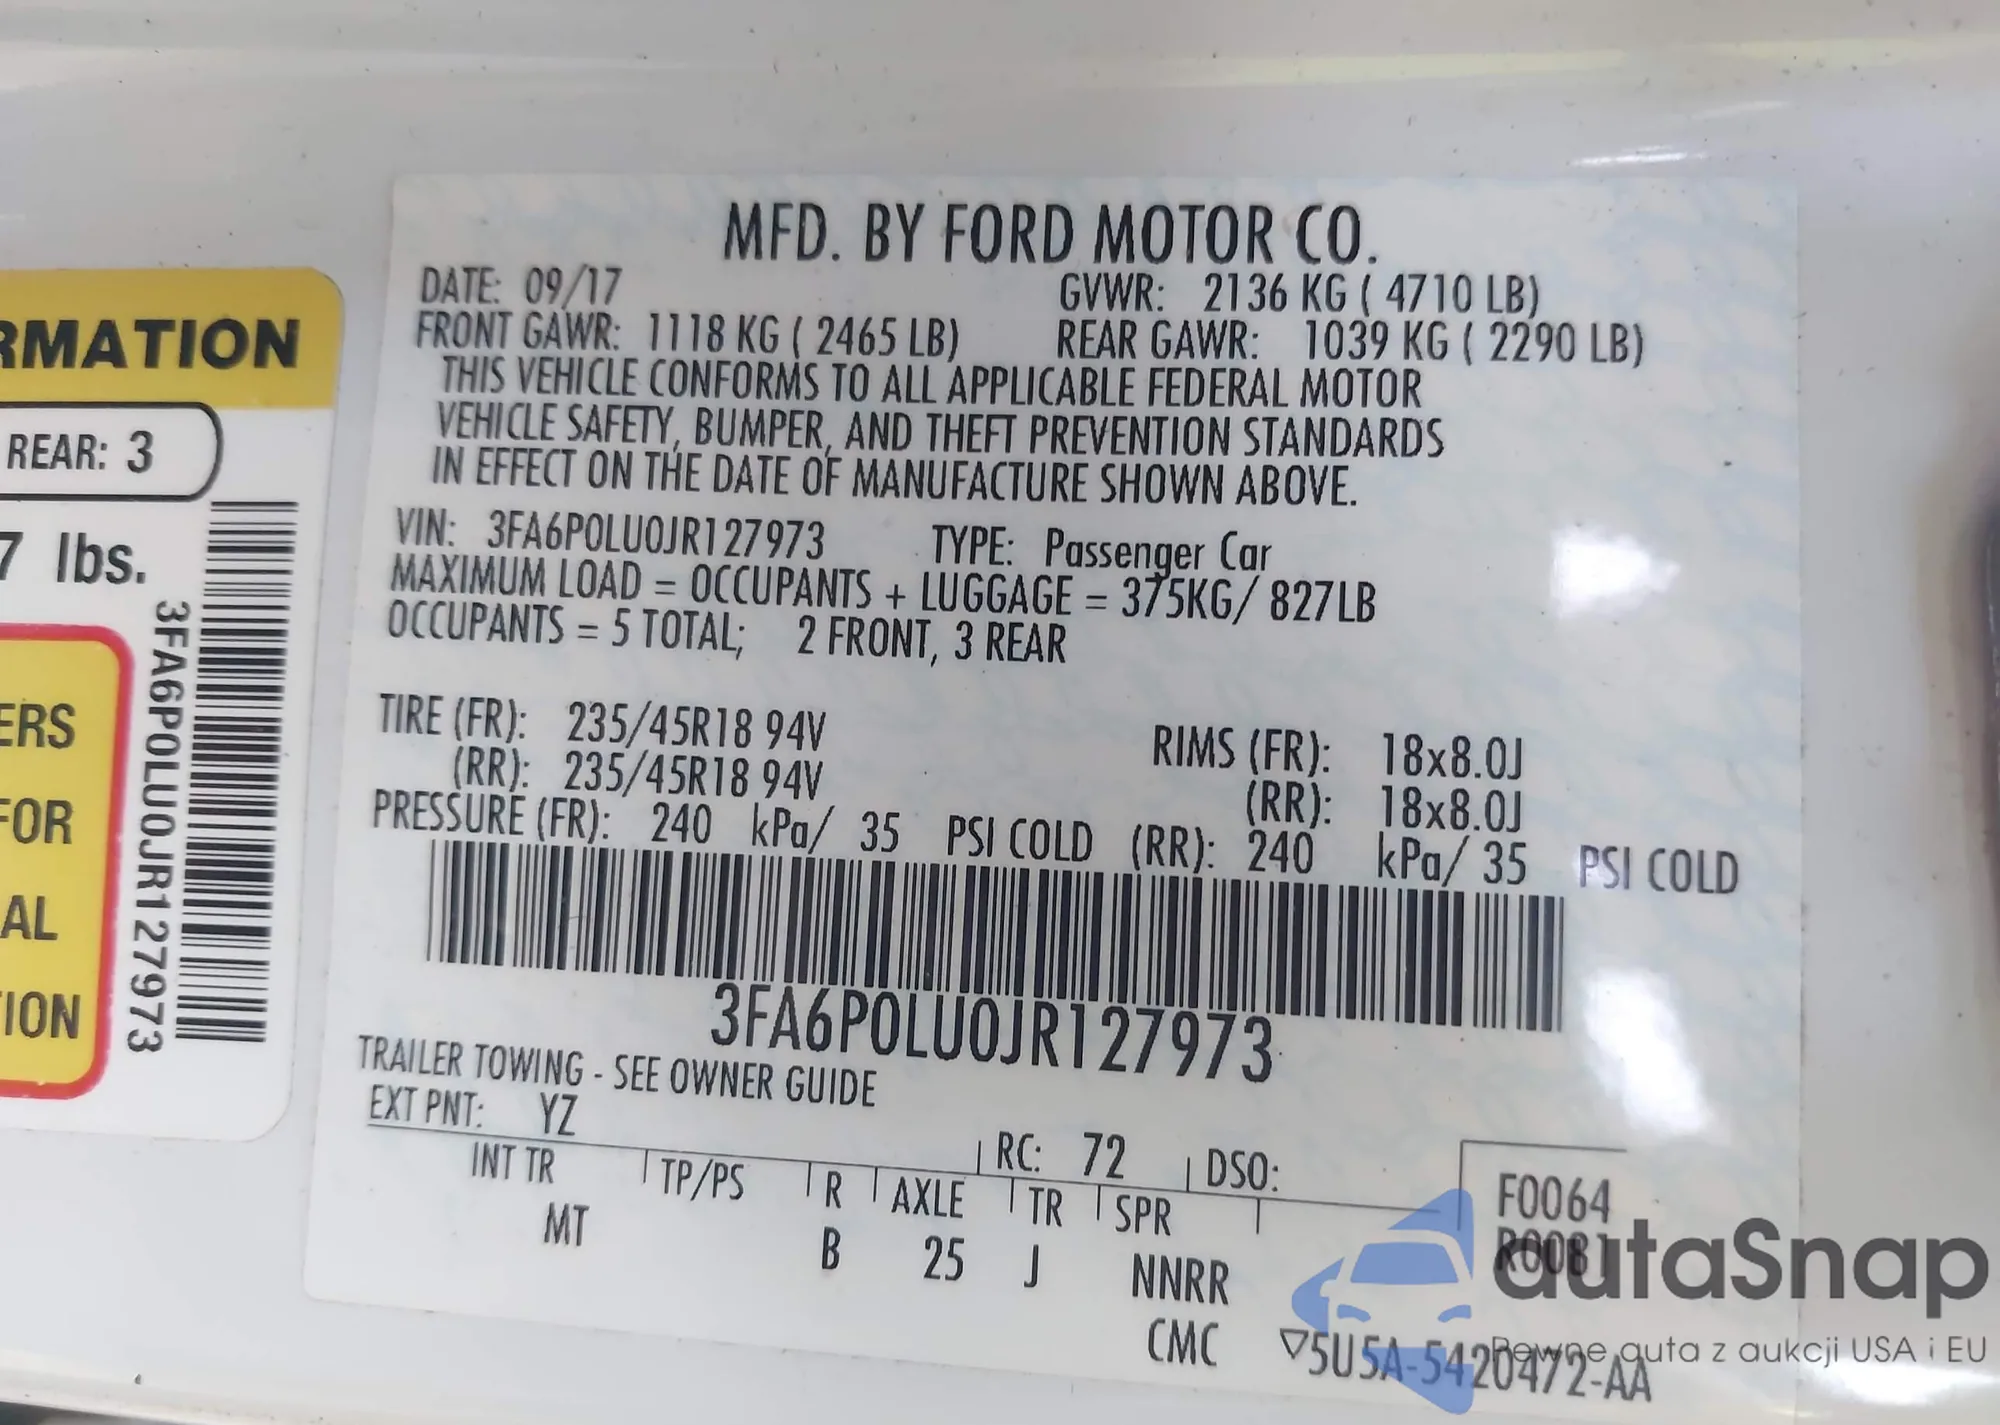 RMATION
REAR: 3
7 lbs.
ERS
FOR
AL
ION
3FA6P0LU0JR127973
MFD. BY FORD MOTOR CO.
DATE: 09/17 GVWR: 2136 KG ( 4710 LB)
FRONT GAWR: 1118 KG ( 2465 LB) REAR GAWR: 1039 KG ( 2290 LB)
THIS VEHICLE CONFORMS TO ALL APPLICABLE FEDERAL MOTOR
VEHICLE SAFETY, BUMPER, AND THEFT PREVENTION STANDARDS
IN EFFECT ON THE DATE OF MANUFACTURE SHOWN ABOVE.
VIN: 3FA6P0LU0JR127973 TYPE: Passenger Car
MAXIMUM LOAD = OCCUPANTS + LUGGAGE = 375KG/ 827LB
OCCUPANTS = 5 TOTAL; 2 FRONT, 3 REAR
TIRE (FR): 235/45R18 94V RIMS (FR): 18x8.0J
(RR): 235/45R18 94V (RR): 18x8.0J
PRESSURE (FR): 240 kPa/ 35 PSI COLD (RR): 240 kPa/ 35 PSI COLD
3FA6P0LU0JR127973
TRAILER TOWING - SEE OWNER GUIDE
EXT PNT: YZ RC: 72 DSO:
INT TR TP/PS R AXLE TR SPR
MT B 25 J NNRR
F0064
R0081
CMC ▽5U5A-5420472-AA
autaSnap
Pewne auta z aukcji USA i EU